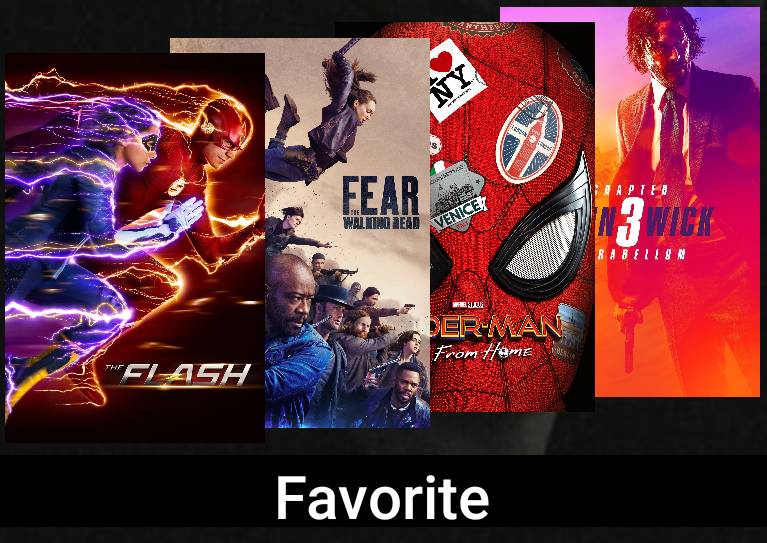 THE FLASH
FEAR
THE
WALKING DEAD
I ❤ NY
LONDON
VENICE
MARVEL STUDIOS
DER-MAN
From Home
CHAPTER
N 3 WICK
RABELLUM
Favorite